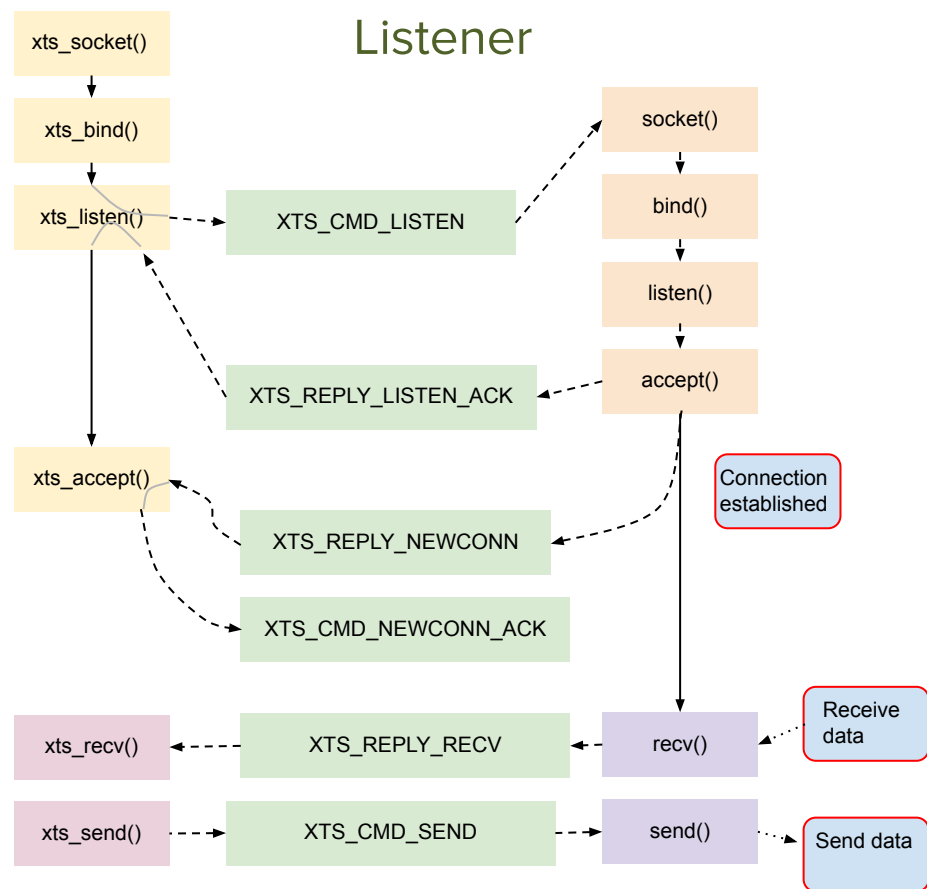 Listener
xts_socket()
xts_bind()
socket()
xts_listen()
XTS_CMD_LISTEN
bind()
listen()
XTS_REPLY_LISTEN_ACK
accept()
xts_accept()
Connection
established
XTS_REPLY_NEWCONN
XTS_CMD_NEWCONN_ACK
xts_recv()
XTS_REPLY_RECV
recv()
Receive
data
xts_send()
XTS_CMD_SEND
send()
Send data